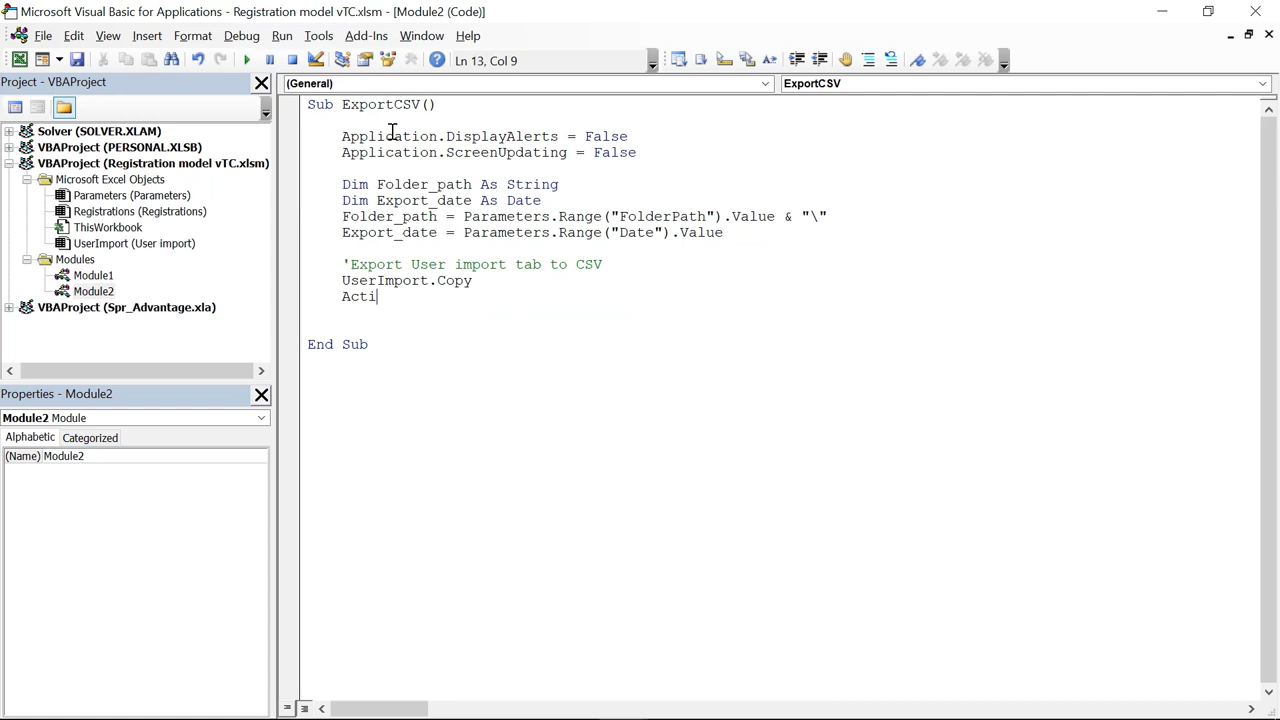 Microsoft Visual Basic for Applications - Registration model vTC.xlsm - [Module2 (Code)]
File Edit View Insert Format Debug Run Tools Add-Ins Window Help
Ln 13, Col 9
Project - VBAProject
(General)
ExportCSV
Solver (SOLVER.XLAM)
VBAProject (PERSONAL.XLSB)
VBAProject (Registration model vTC.xlsm)
Microsoft Excel Objects
Parameters (Parameters)
Registrations (Registrations)
ThisWorkbook
UserImport (User import)
Modules
Module1
Module2
VBAProject (Spr_Advantage.xla)
Properties - Module2
Module2 Module
Alphabetic Categorized
(Name) Module2
Sub ExportCSV()
Application.DisplayAlerts = False
Application.ScreenUpdating = False
Dim Folder_path As String
Dim Export_date As Date
Folder_path = Parameters.Range("FolderPath").Value & "\"
Export_date = Parameters.Range("Date").Value
'Export User import tab to CSV
UserImport.Copy
Acti
End Sub